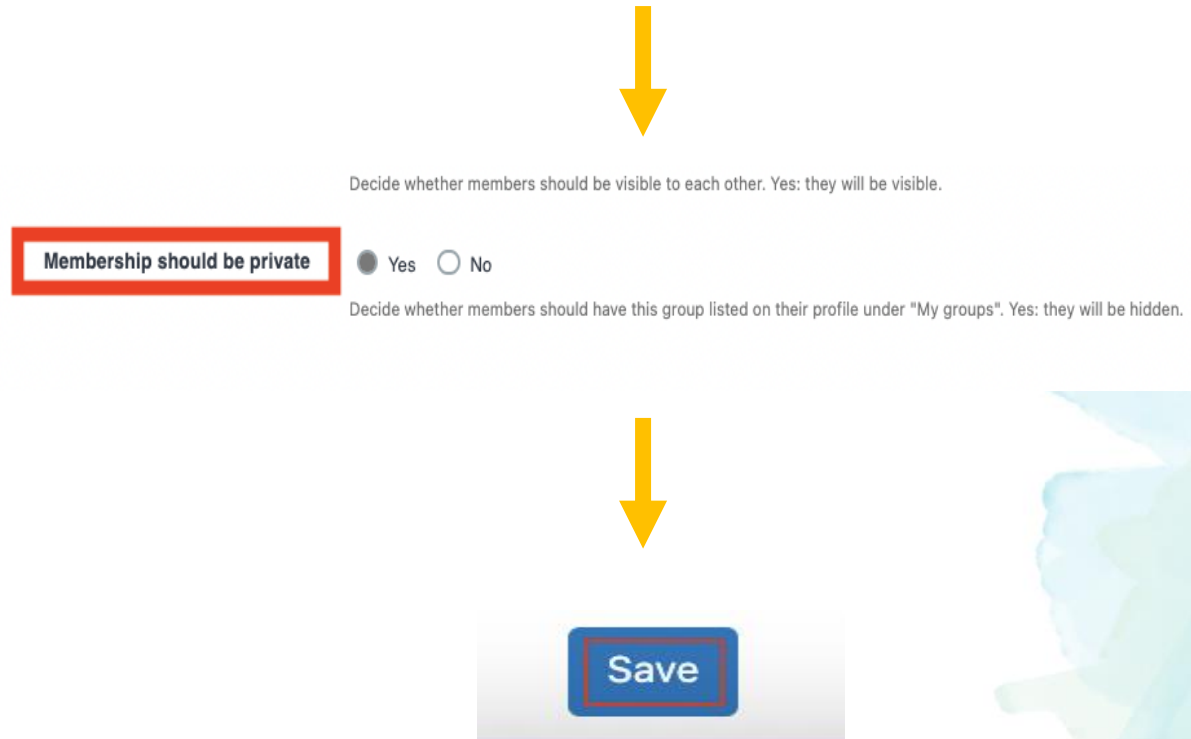 Decide whether members should be visible to each other. Yes: they will be visible.
Membership should be private Yes No
Decide whether members should have this group listed on their profile under "My groups". Yes: they will be hidden.
Save